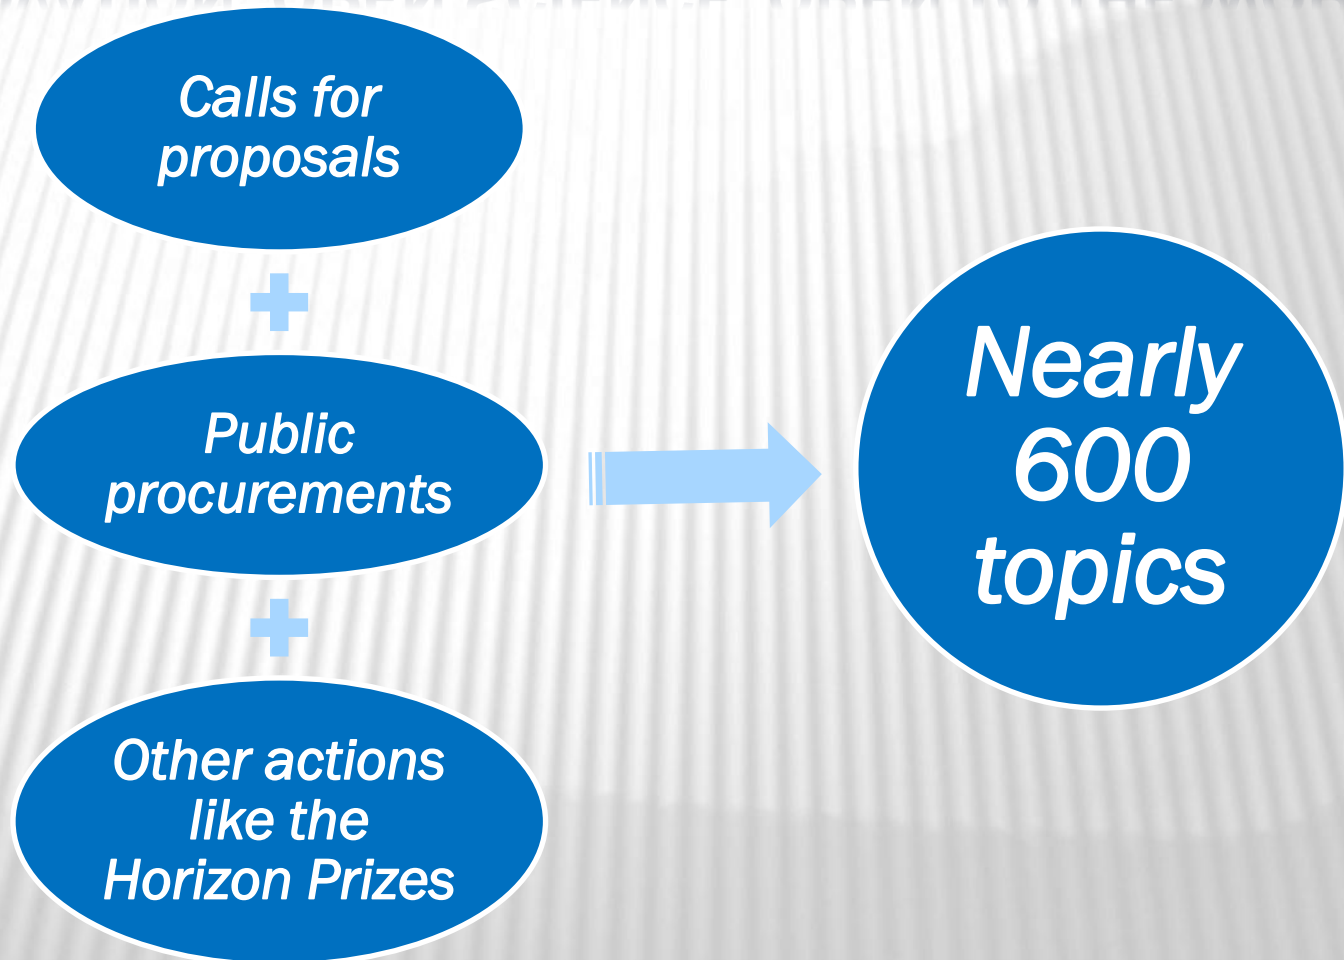 Calls for
proposals
Public
procurements
Other actions
like the
Horizon Prizes
Nearly
600
topics